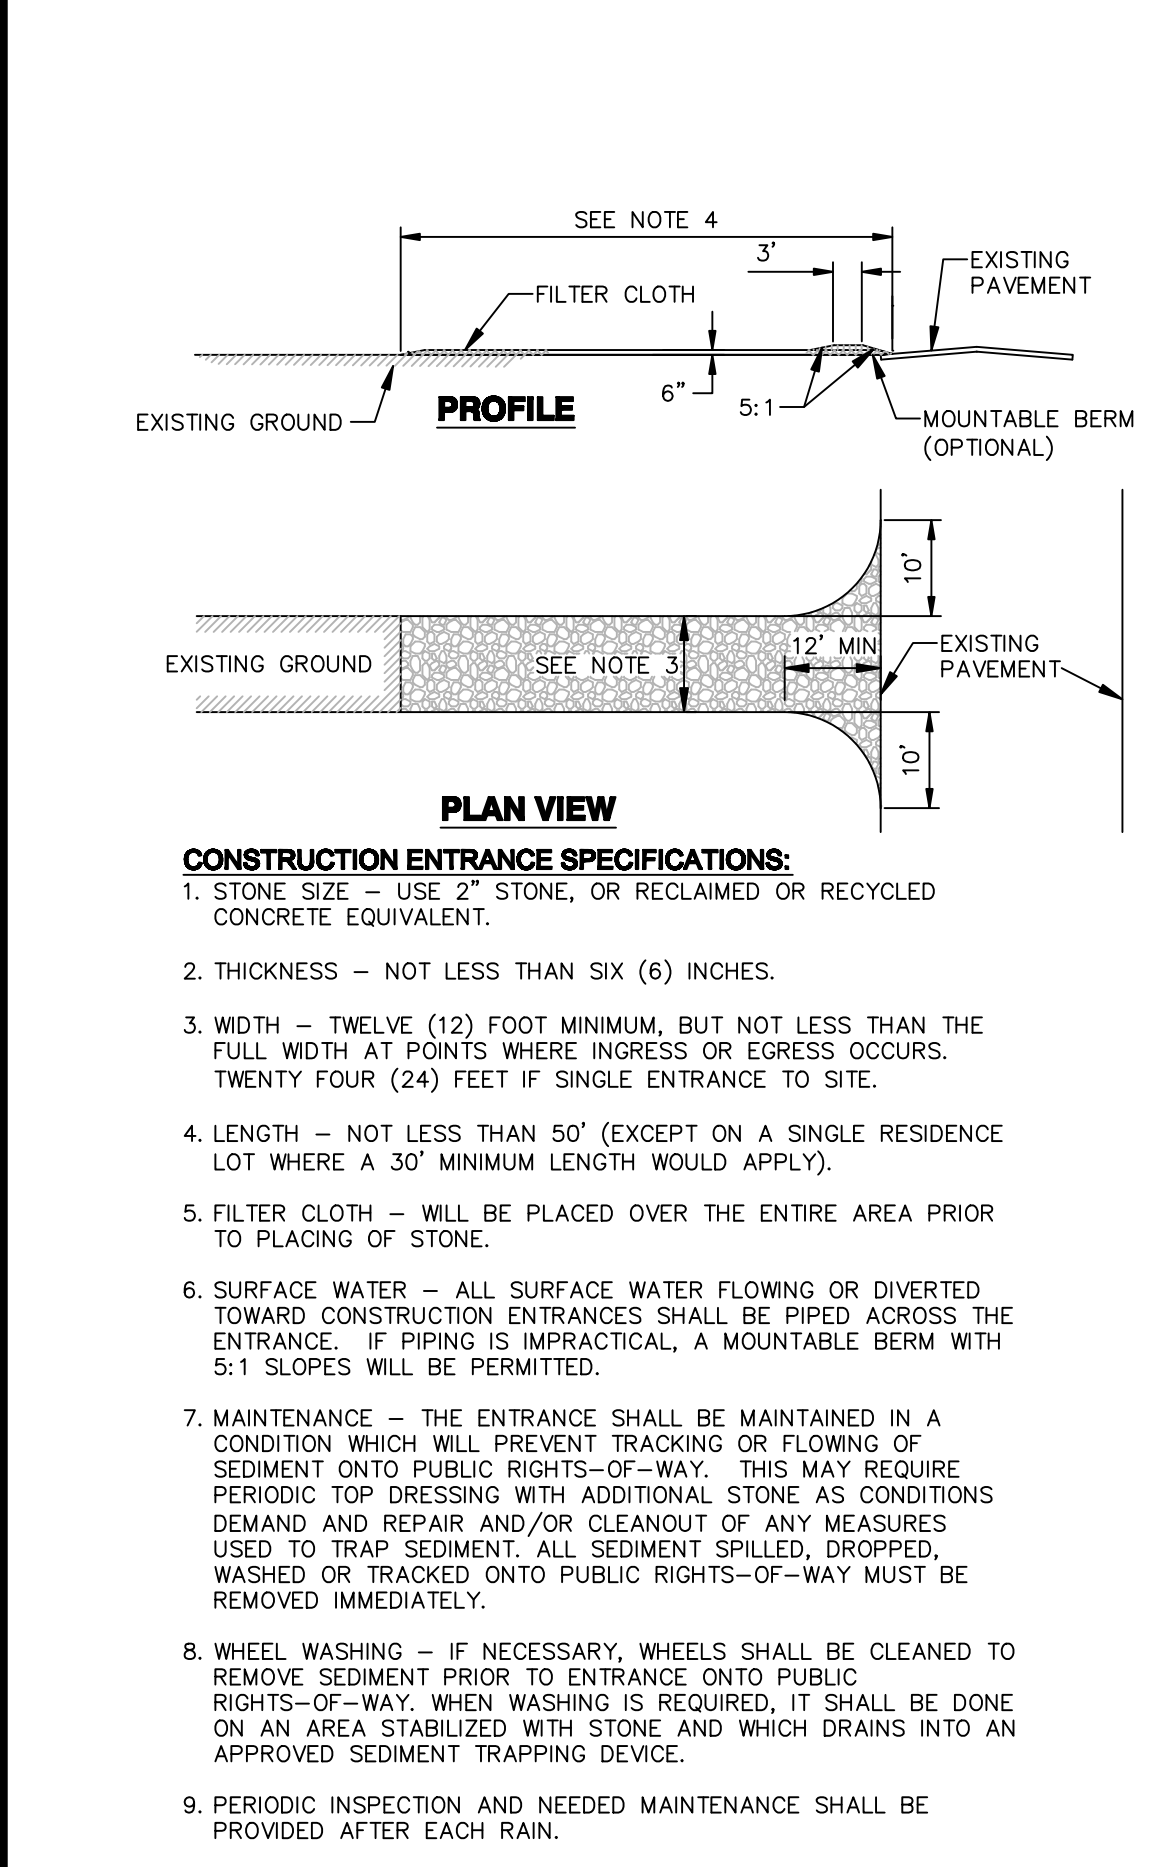 SEE NOTE 4
3'
EXISTING
PAVEMENT
FILTER CLOTH
6"
5:1
EXISTING GROUND
PROFILE
MOUNTABLE BERM
(OPTIONAL)
10'
EXISTING GROUND
SEE NOTE 3
12' MIN
EXISTING
PAVEMENT
10'
PLAN VIEW
CONSTRUCTION ENTRANCE SPECIFICATIONS:
1. STONE SIZE – USE 2" STONE, OR RECLAIMED OR RECYCLED
CONCRETE EQUIVALENT.
2. THICKNESS – NOT LESS THAN SIX (6) INCHES.
3. WIDTH – TWELVE (12) FOOT MINIMUM, BUT NOT LESS THAN THE
FULL WIDTH AT POINTS WHERE INGRESS OR EGRESS OCCURS.
TWENTY FOUR (24) FEET IF SINGLE ENTRANCE TO SITE.
4. LENGTH – NOT LESS THAN 50' (EXCEPT ON A SINGLE RESIDENCE
LOT WHERE A 30' MINIMUM LENGTH WOULD APPLY).
5. FILTER CLOTH – WILL BE PLACED OVER THE ENTIRE AREA PRIOR
TO PLACING OF STONE.
6. SURFACE WATER – ALL SURFACE WATER FLOWING OR DIVERTED
TOWARD CONSTRUCTION ENTRANCES SHALL BE PIPED ACROSS THE
ENTRANCE. IF PIPING IS IMPRACTICAL, A MOUNTABLE BERM WITH
5:1 SLOPES WILL BE PERMITTED.
7. MAINTENANCE – THE ENTRANCE SHALL BE MAINTAINED IN A
CONDITION WHICH WILL PREVENT TRACKING OR FLOWING OF
SEDIMENT ONTO PUBLIC RIGHTS–OF–WAY. THIS MAY REQUIRE
PERIODIC TOP DRESSING WITH ADDITIONAL STONE AS CONDITIONS
DEMAND AND REPAIR AND/OR CLEANOUT OF ANY MEASURES
USED TO TRAP SEDIMENT. ALL SEDIMENT SPILLED, DROPPED,
WASHED OR TRACKED ONTO PUBLIC RIGHTS–OF–WAY MUST BE
REMOVED IMMEDIATELY.
8. WHEEL WASHING – IF NECESSARY, WHEELS SHALL BE CLEANED TO
REMOVE SEDIMENT PRIOR TO ENTRANCE ONTO PUBLIC
RIGHTS–OF–WAY. WHEN WASHING IS REQUIRED, IT SHALL BE DONE
ON AN AREA STABILIZED WITH STONE AND WHICH DRAINS INTO AN
APPROVED SEDIMENT TRAPPING DEVICE.
9. PERIODIC INSPECTION AND NEEDED MAINTENANCE SHALL BE
PROVIDED AFTER EACH RAIN.